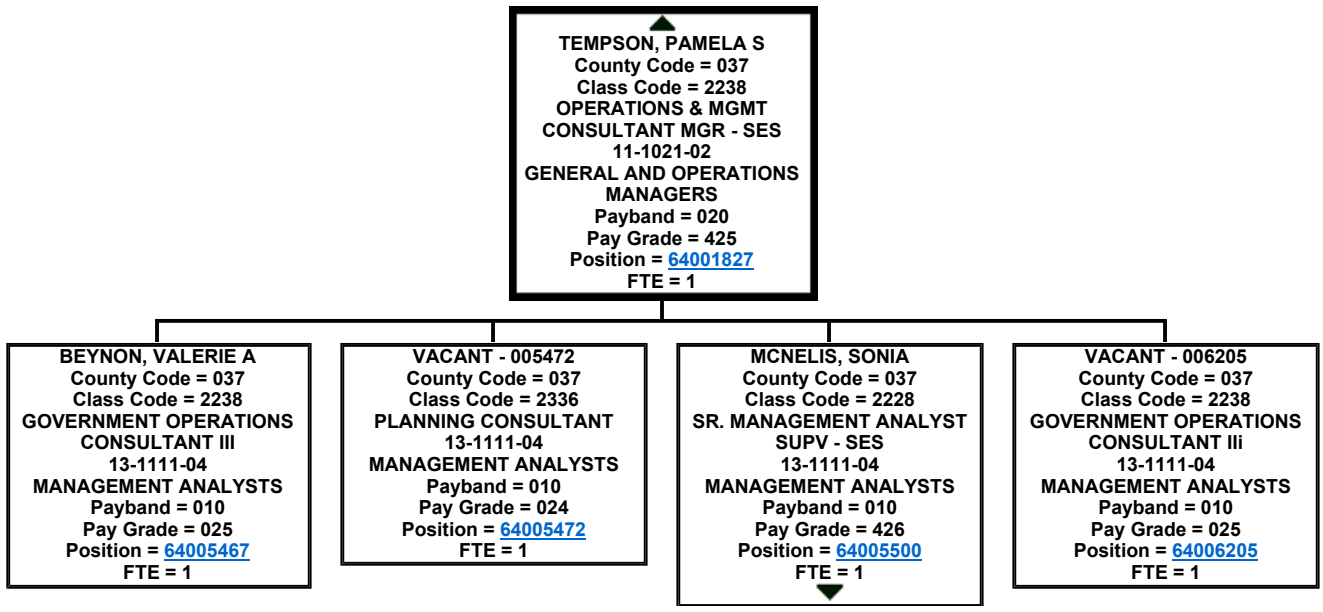 TEMPSON, PAMELA S
County Code = 037
Class Code = 2238
OPERATIONS & MGMT
CONSULTANT MGR - SES
11-1021-02
GENERAL AND OPERATIONS
MANAGERS
Payband = 020
Pay Grade = 425
Position = 64001827
FTE = 1
BEYNON, VALERIE A
County Code = 037
Class Code = 2238
GOVERNMENT OPERATIONS
CONSULTANT III
13-1111-04
MANAGEMENT ANALYSTS
Payband = 010
Pay Grade = 025
Position = 64005467
FTE = 1
VACANT - 005472
County Code = 037
Class Code = 2336
PLANNING CONSULTANT
13-1111-04
MANAGEMENT ANALYSTS
Payband = 010
Pay Grade = 024
Position = 64005472
FTE = 1
MCNELIS, SONIA
County Code = 037
Class Code = 2228
SR. MANAGEMENT ANALYST
SUPV - SES
13-1111-04
MANAGEMENT ANALYSTS
Payband = 010
Pay Grade = 426
Position = 64005500
FTE = 1
VACANT - 006205
County Code = 037
Class Code = 2238
GOVERNMENT OPERATIONS
CONSULTANT IIi
13-1111-04
MANAGEMENT ANALYSTS
Payband = 010
Pay Grade = 025
Position = 64006205
FTE = 1